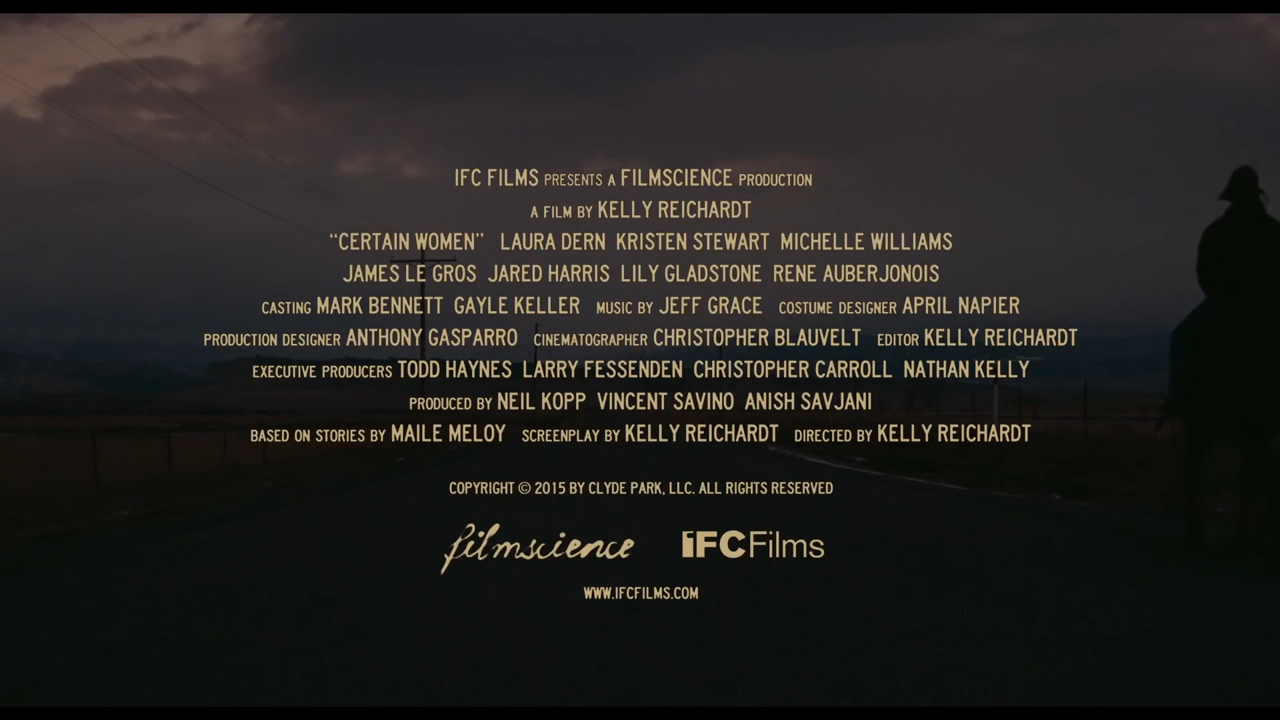 IFC FILMS PRESENTS A FILMSCIENCE PRODUCTION
A FILM BY KELLY REICHARDT
“CERTAIN WOMEN” LAURA DERN KRISTEN STEWART MICHELLE WILLIAMS
JAMES LE GROS JARED HARRIS LILY GLADSTONE RENE AUBERJONOIS
CASTING MARK BENNETT GAYLE KELLER MUSIC BY JEFF GRACE COSTUME DESIGNER APRIL NAPIER
PRODUCTION DESIGNER ANTHONY GASPARRO CINEMATOGRAPHER CHRISTOPHER BLAUVELT EDITOR KELLY REICHARDT
EXECUTIVE PRODUCERS TODD HAYNES LARRY FESSENDEN CHRISTOPHER CARROLL NATHAN KELLY
PRODUCED BY NEIL KOPP VINCENT SAVINO ANISH SAVJANI
BASED ON STORIES BY MAILE MELOY SCREENPLAY BY KELLY REICHARDT DIRECTED BY KELLY REICHARDT
COPYRIGHT © 2015 BY CLYDE PARK, LLC. ALL RIGHTS RESERVED
filmscience IFC Films
WWW.IFCFILMS.COM